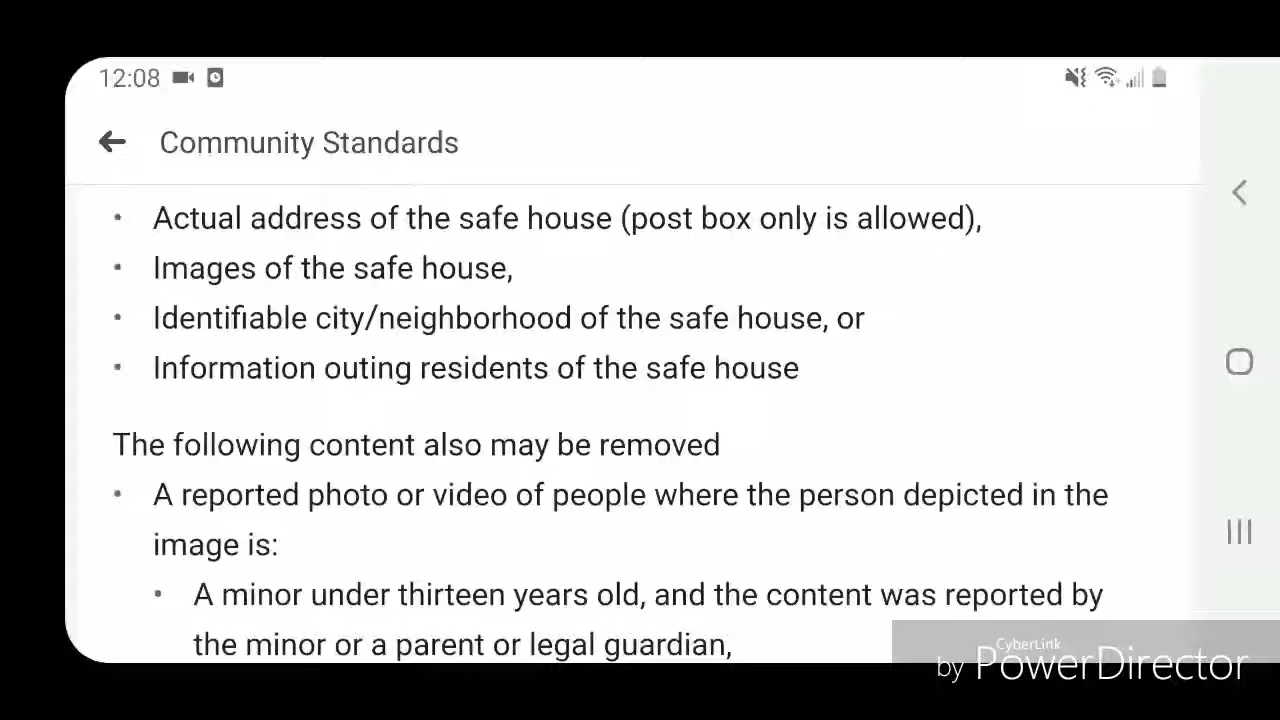 12:08
Community Standards
• Actual address of the safe house (post box only is allowed),
• Images of the safe house,
• Identifiable city/neighborhood of the safe house, or
• Information outing residents of the safe house
The following content also may be removed
• A reported photo or video of people where the person depicted in the
image is:
• A minor under thirteen years old, and the content was reported by
the minor or a parent or legal guardian,
CyberLink
by PowerDirector